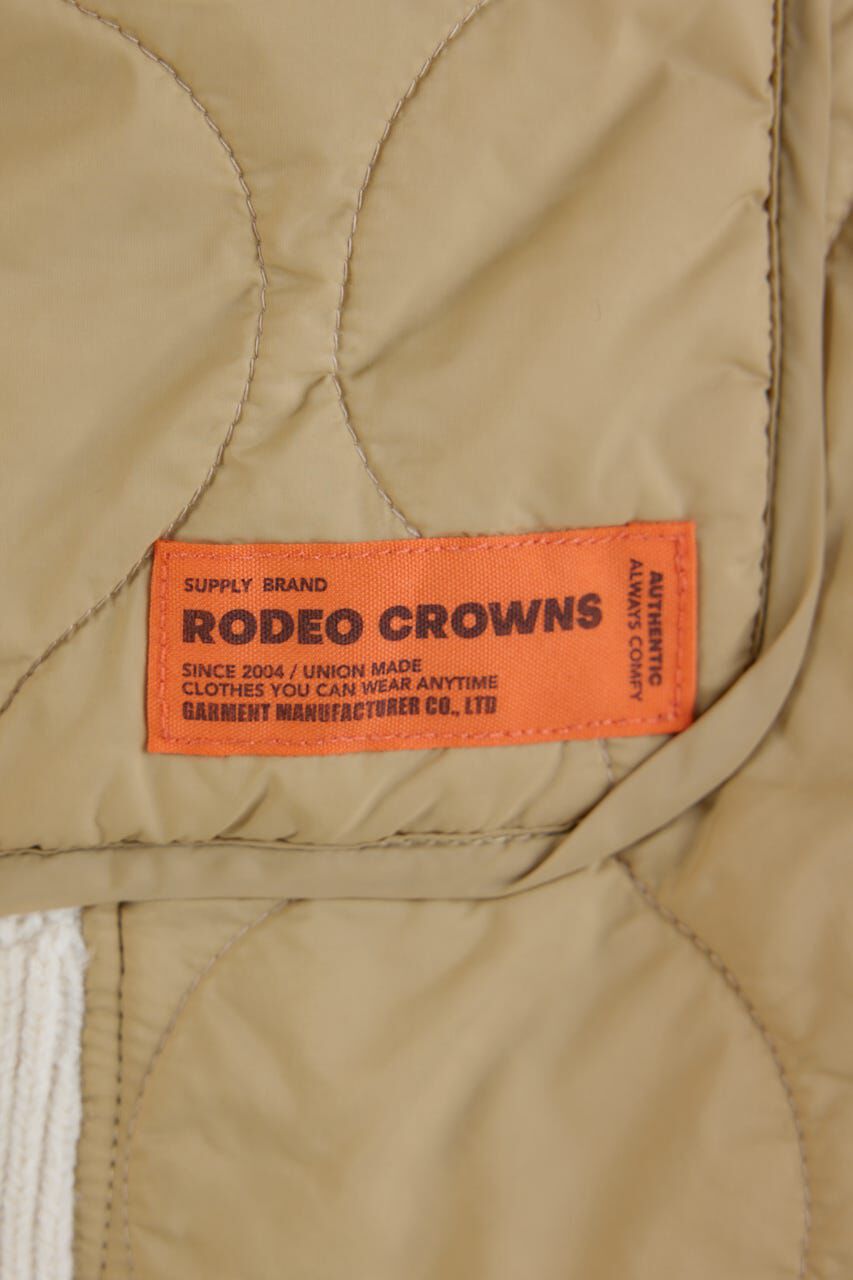 SUPPLY BRAND
RODEO CROWNS
SINCE 2004 / UNION MADE
CLOTHES YOU CAN WEAR ANYTIME
GARMENT MANUFACTURER CO., LTD
AUTHENTIC
ALWAYS COMFY